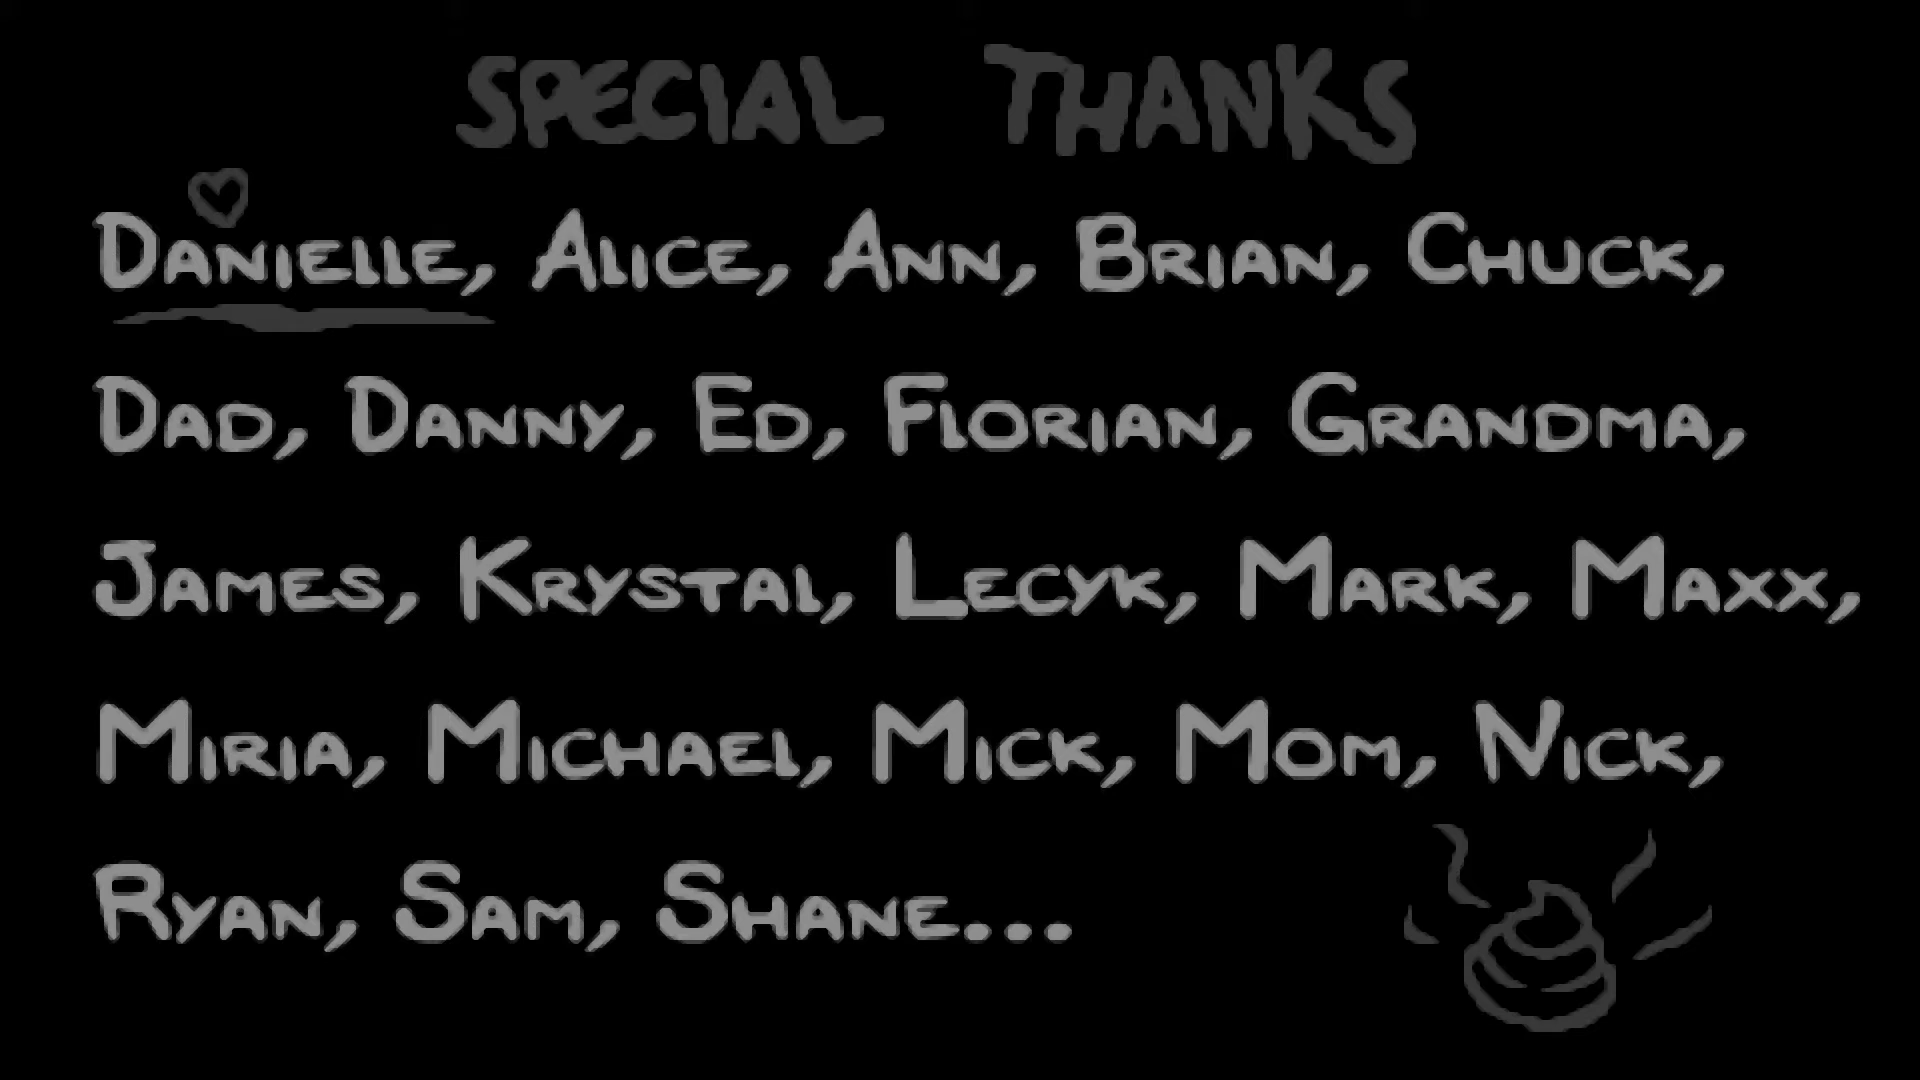 SPECIAL THANKS
DANIELLE, ALICE, ANN, BRIAN, CHUCK,
DAD, DANNY, ED, FLORIAN, GRANDMA,
JAMES, KRYSTAL, LECYK, MARK, MAXX,
MIRIA, MICHAEL, MICK, MOM, NICK,
RYAN, SAM, SHANE...